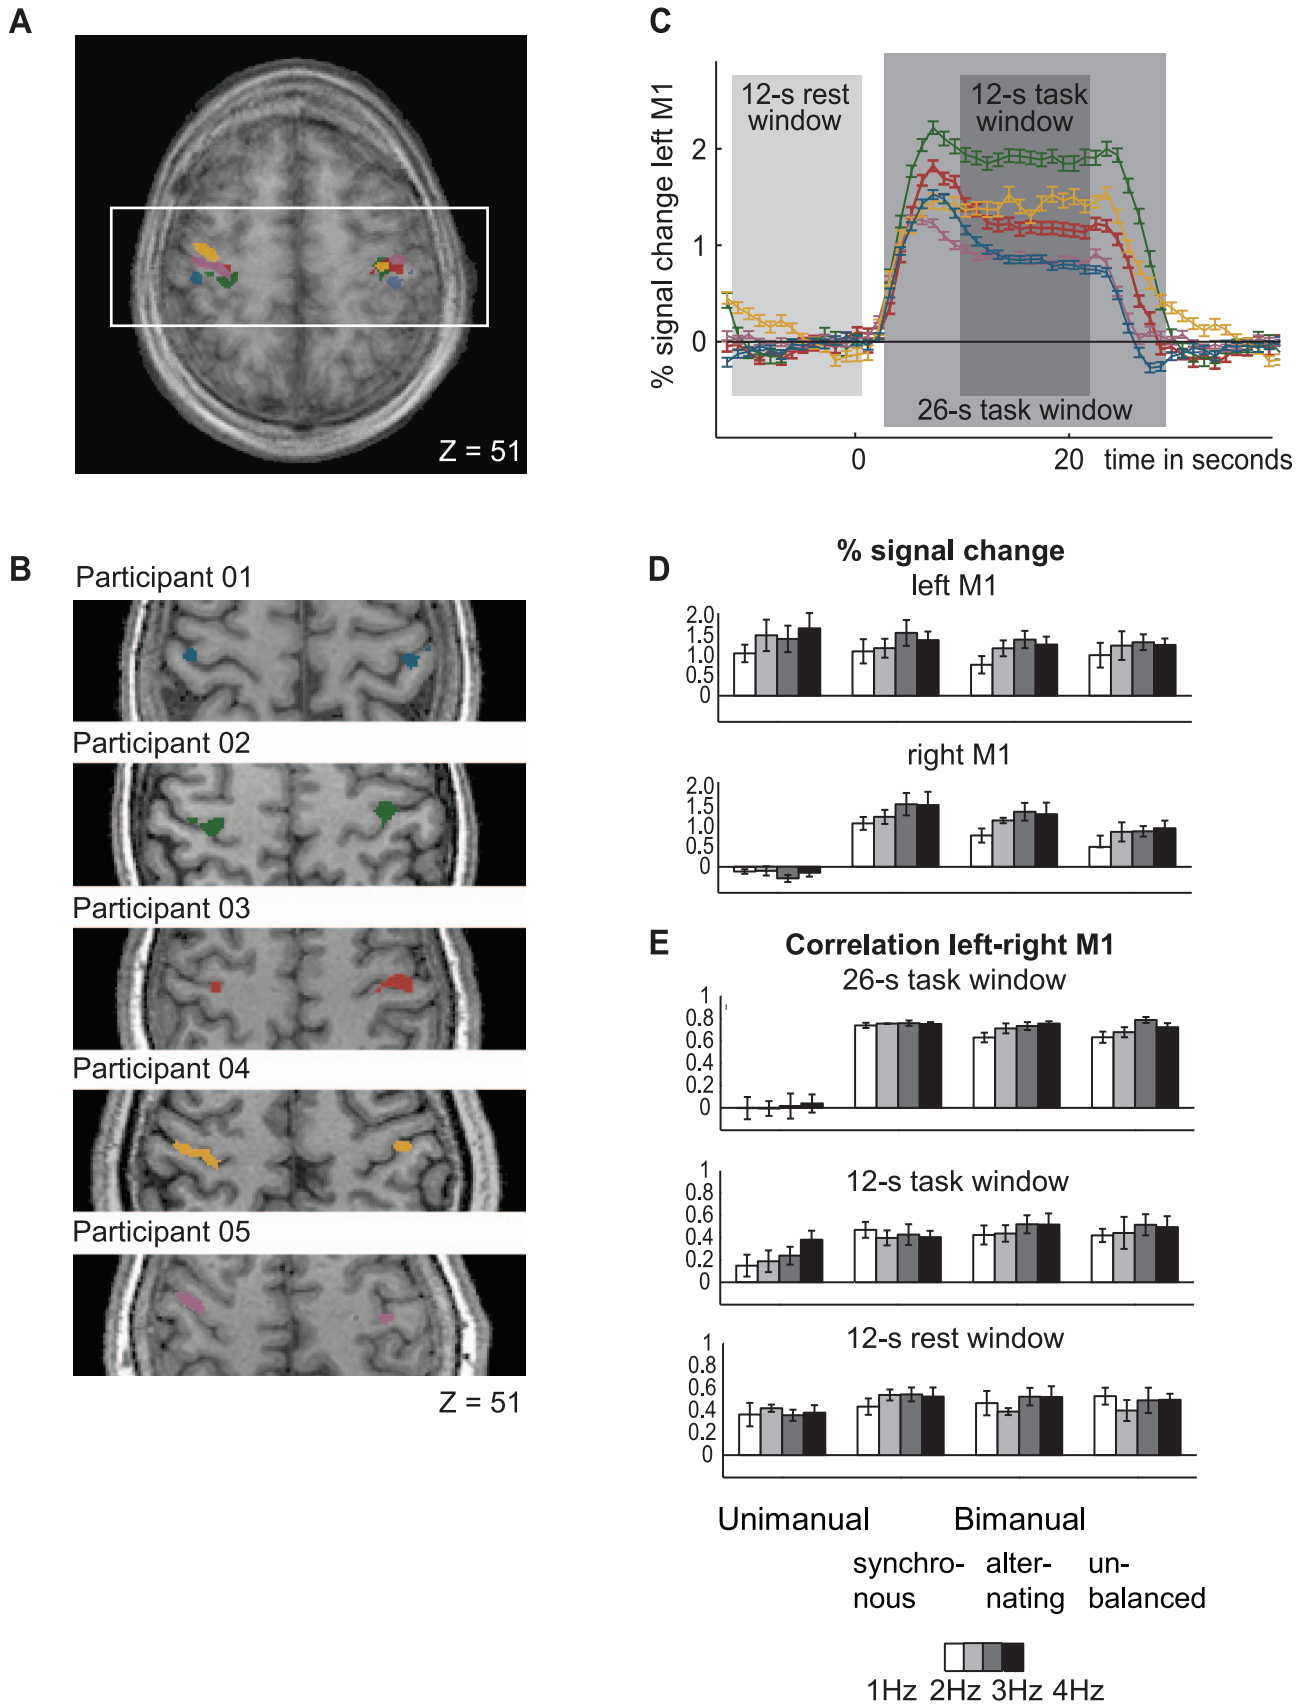 A
Z = 51
B
Participant 01
Participant 02
Participant 03
Participant 04
Participant 05
Z = 51
C
% signal change left M1
2
1
0
12-s rest
window
12-s task
window
26-s task window
0
20
time in seconds
D
% signal change
left M1
2.0
1.5
1.0
0.5
0
right M1
2.0
1.5
1.0
0.5
0
E
Correlation left-right M1
26-s task window
1
0.8
0.6
0.4
0.2
0
12-s task window
1
0.8
0.6
0.4
0.2
0
12-s rest window
1
0.8
0.6
0.4
0.2
0
Unimanual
Bimanual
synchro-
nous
alter-
nating
un-
balanced
1Hz 2Hz 3Hz 4Hz